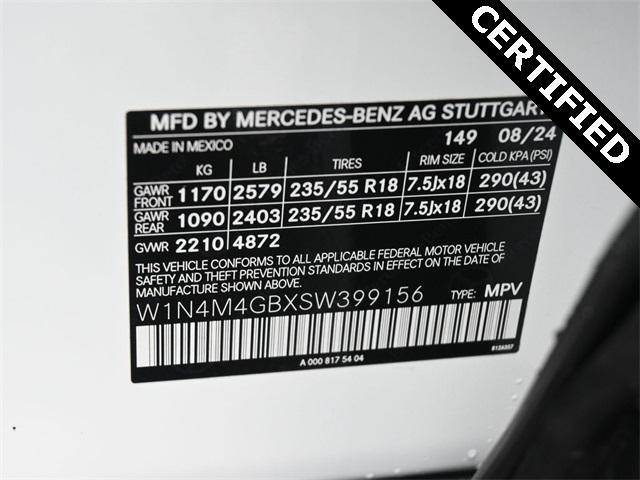 CERTIFIED
MFD BY MERCEDES-BENZ AG STUTTGART
MADE IN MEXICO 149 08/24
KG LB TIRES RIM SIZE COLD KPA (PSI)
GAWR FRONT 1170 2579 235/55 R18 7.5Jx18 290(43)
GAWR REAR 1090 2403 235/55 R18 7.5Jx18 290(43)
GVWR 2210 4872
THIS VEHICLE CONFORMS TO ALL APPLICABLE FEDERAL MOTOR VEHICLE
SAFETY AND THEFT PREVENTION STANDARDS IN EFFECT ON THE DATE OF
MANUFACTURE SHOWN ABOVE.
W1N4M4GBXSW399156 TYPE: MPV
A 000 817 54 04